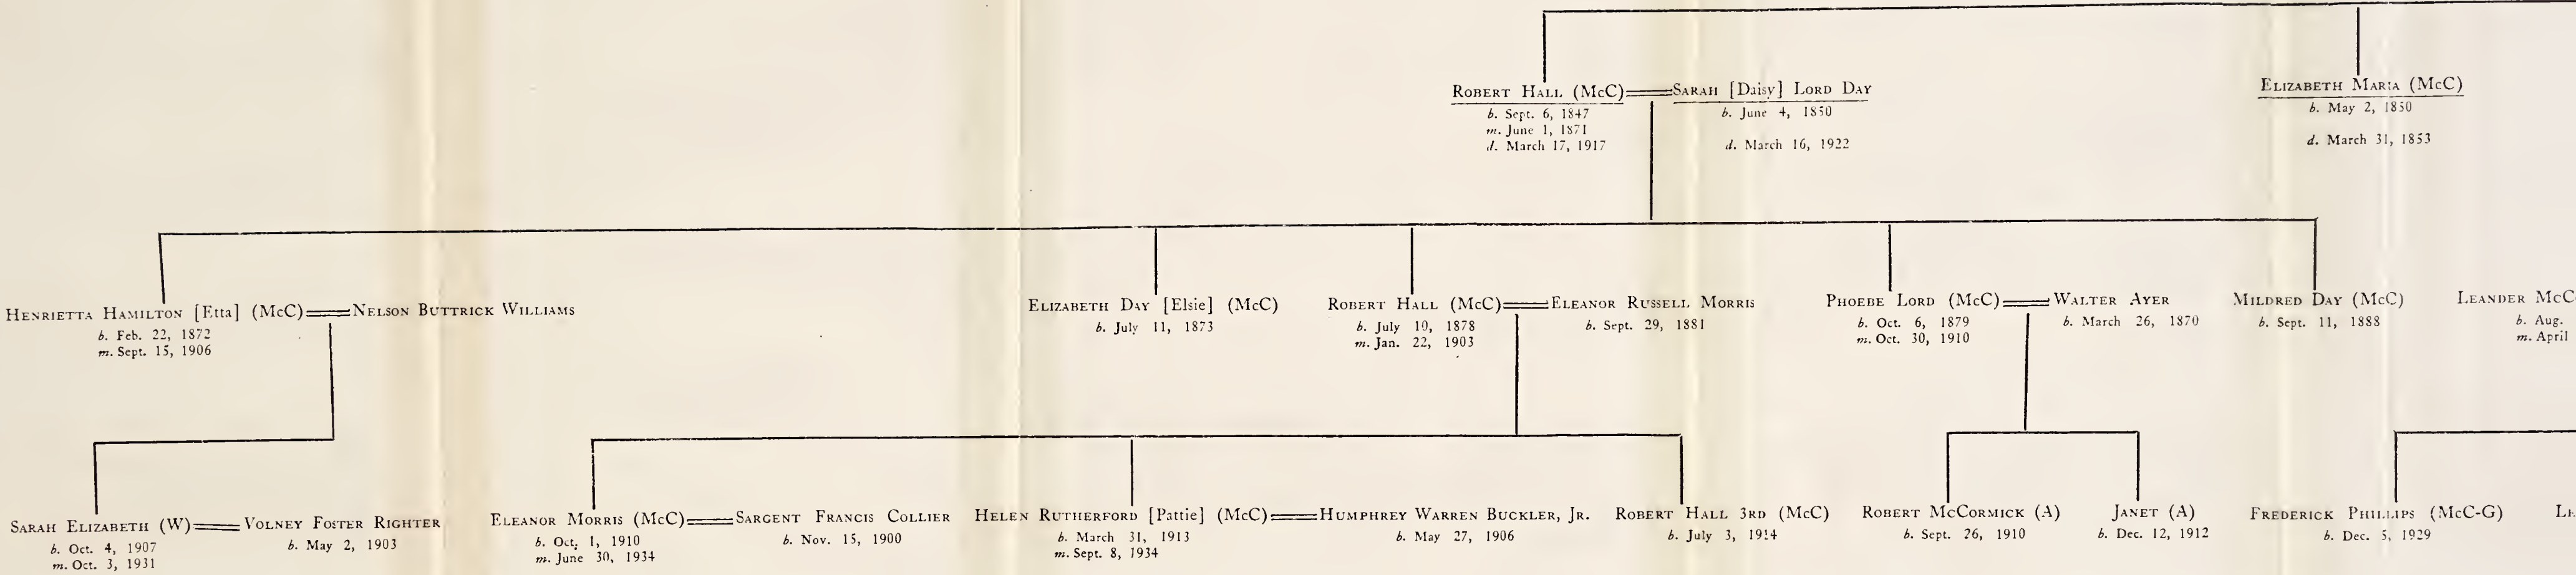 ROBERT HALL (McC) SARAH [Daisy] LORD DAY
b. Sept. 6, 1847 b. June 4, 1850
m. June 1, 1871
d. March 17, 1917 d. March 16, 1922
ELIZABETH MARIA (McC)
b. May 2, 1850
d. March 31, 1853
HENRIETTA HAMILTON [Etta] (McC) NELSON BUTTRICK WILLIAMS
b. Feb. 22, 1872
m. Sept. 15, 1906
ELIZABETH DAY [Elsie] (McC)
b. July 11, 1873
ROBERT HALL (McC) ELEANOR RUSSELL MORRIS
b. July 10, 1878 b. Sept. 29, 1881
m. Jan. 22, 1903
PHOEBE LORD (McC) WALTER AYER
b. Oct. 6, 1879 b. March 26, 1870
m. Oct. 30, 1910
MILDRED DAY (McC)
b. Sept. 11, 1888
LEANDER McC
b. Aug.
m. April
SARAH ELIZABETH (W) VOLNEY FOSTER RIGHTER
b. Oct. 4, 1907 b. May 2, 1903
m. Oct. 3, 1931
ELEANOR MORRIS (McC) SARGENT FRANCIS COLLIER
b. Oct. 1, 1910 b. Nov. 15, 1900
m. June 30, 1934
HELEN RUTHERFORD [Pattie] (McC) HUMPHREY WARREN BUCKLER, JR.
b. March 31, 1913 b. May 27, 1906
m. Sept. 8, 1934
ROBERT HALL 3RD (McC)
b. July 3, 1914
ROBERT McCORMICK (A)
b. Sept. 26, 1910
JANET (A)
b. Dec. 12, 1912
FREDERICK PHILLIPS (McC-G)
b. Dec. 5, 1929